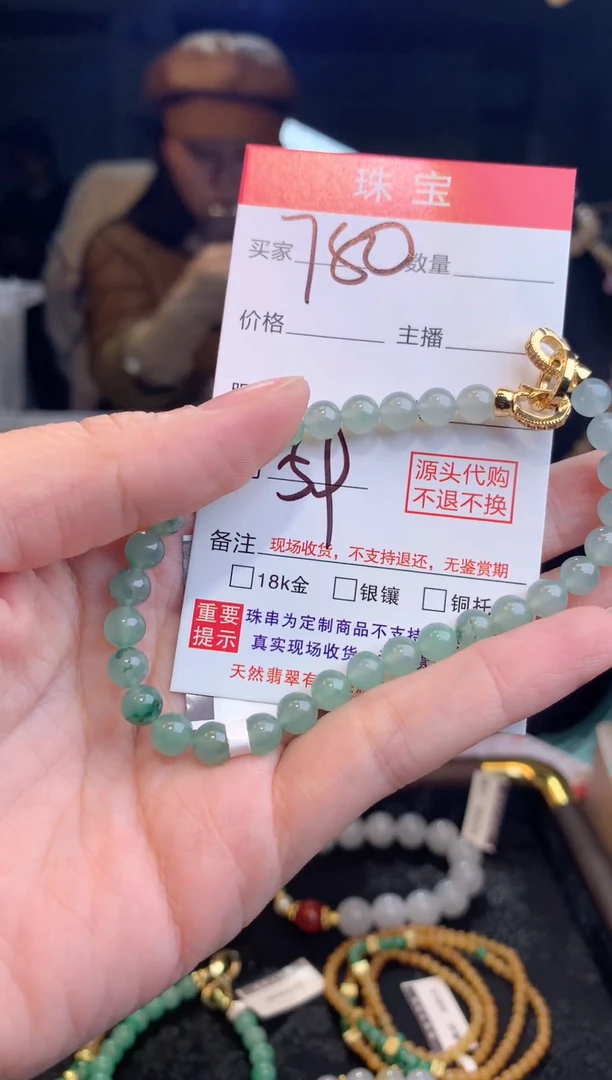 珠宝
买家 780 数量
价格 主播
54
源头代购
不退不换
备注 现场收货，不支持退还，无鉴赏期
18k金 银镶 铜托
重要
提示
珠串为定制商品不支持
真实现场收货
天然翡翠有